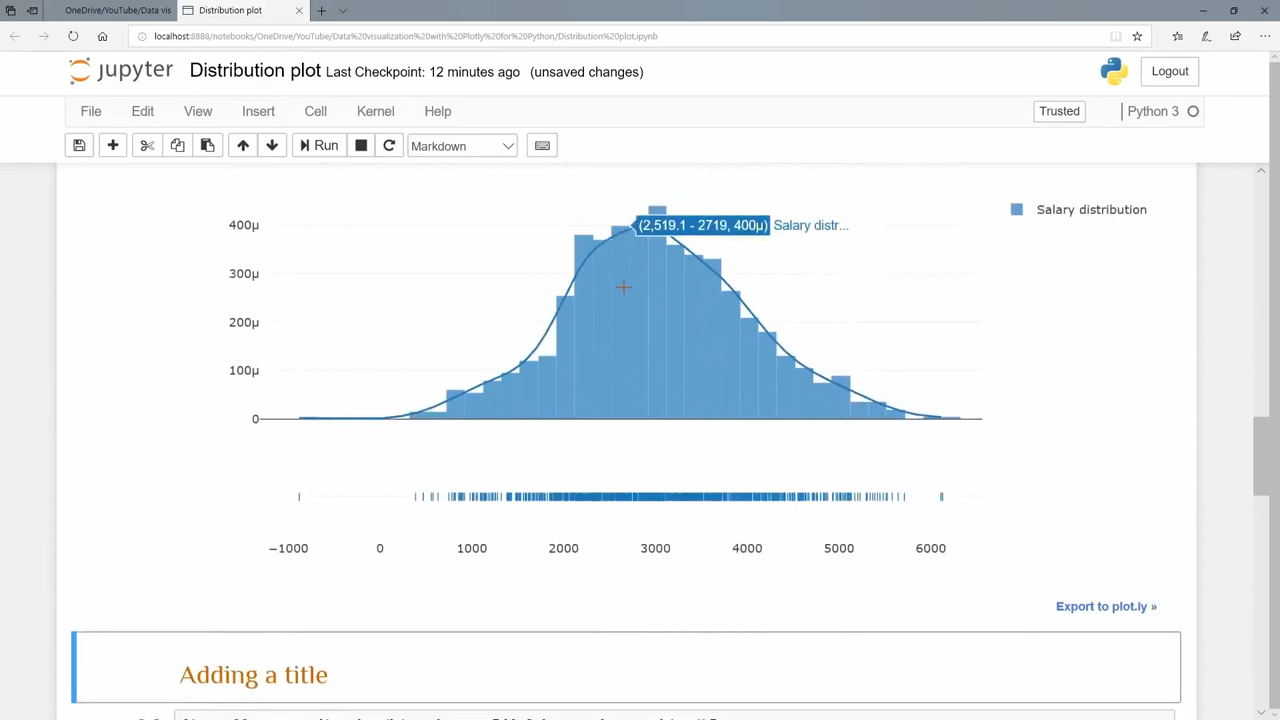 OneDrive/YouTube/Data vis
Distribution plot
localhost:8888/notebooks/OneDrive/YouTube/Data%20visualization%20with%20Plotly%20for%20Python/Distribution%20plot.ipynb
jupyter
Distribution plot Last Checkpoint: 12 minutes ago (unsaved changes)
Logout
File Edit View Insert Cell Kernel Help
Trusted
Python 3
Run
Markdown
Salary distribution
400µ
(2,519.1 - 2719, 400µ) Salary distr...
300µ
200µ
100µ
0
−1000 0 1000 2000 3000 4000 5000 6000
Export to plot.ly »
Adding a title